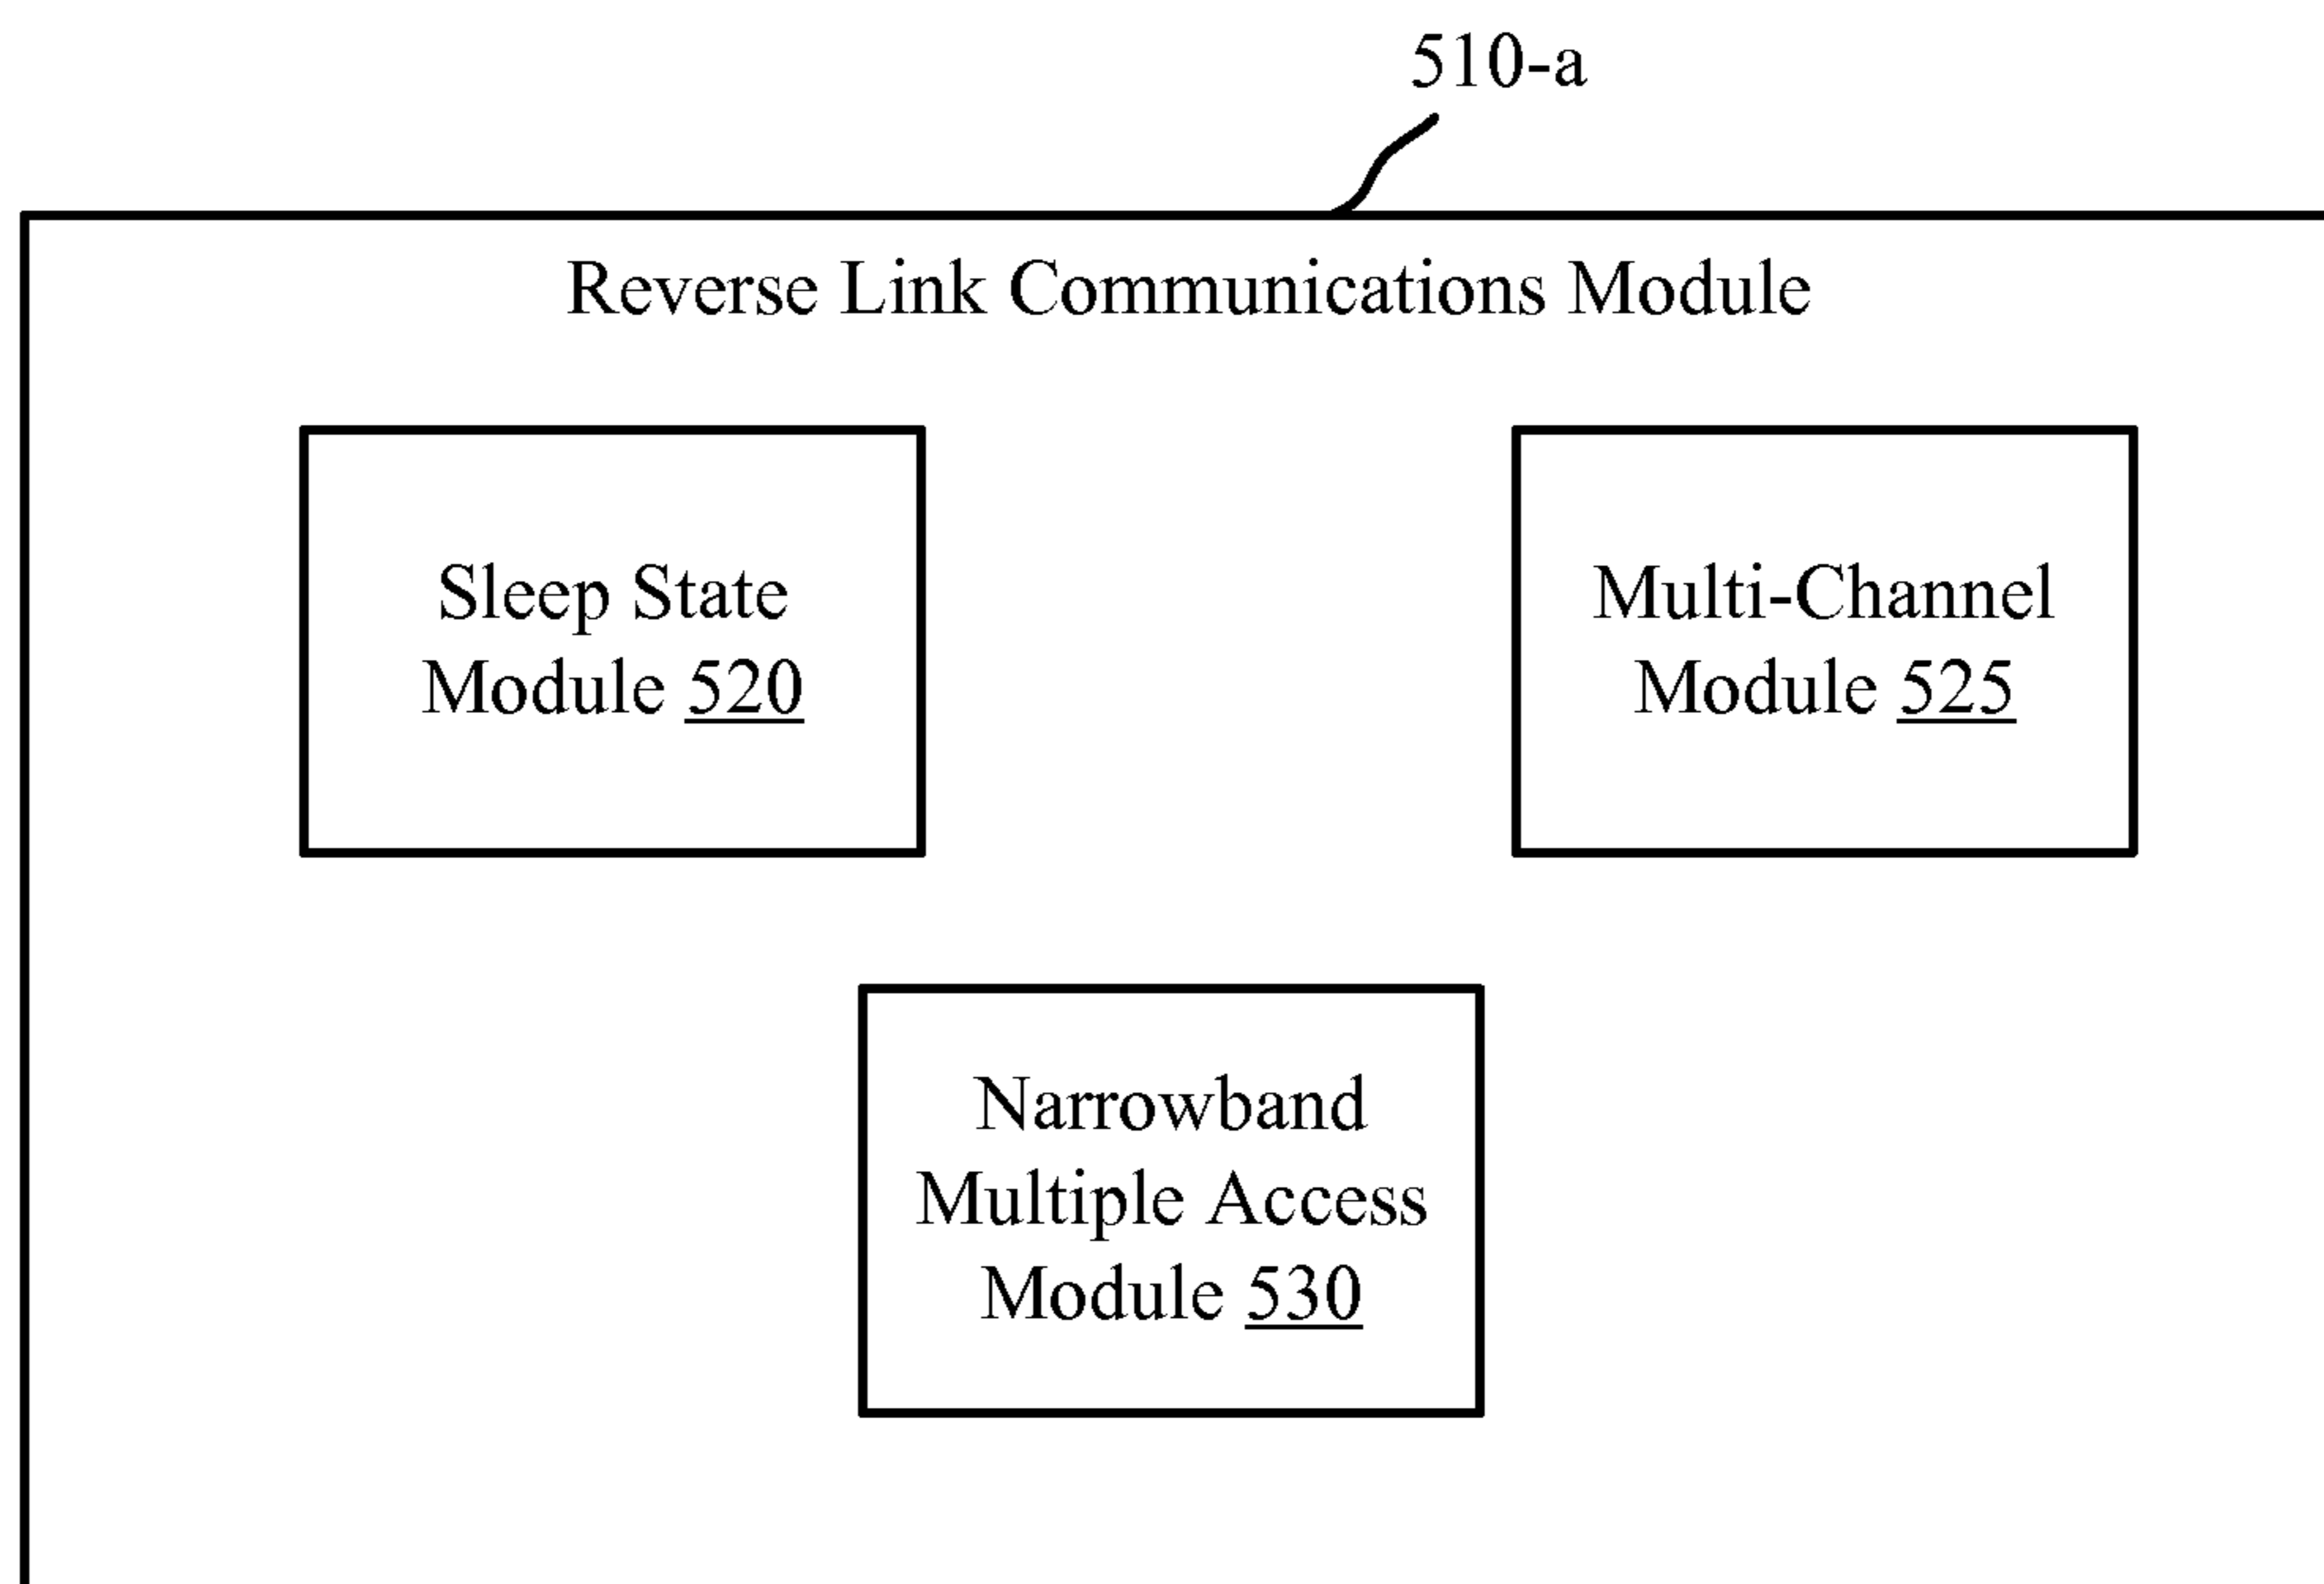 510-a
Reverse Link Communications Module
Sleep State
Module 520
Multi-Channel
Module 525
Narrowband
Multiple Access
Module 530